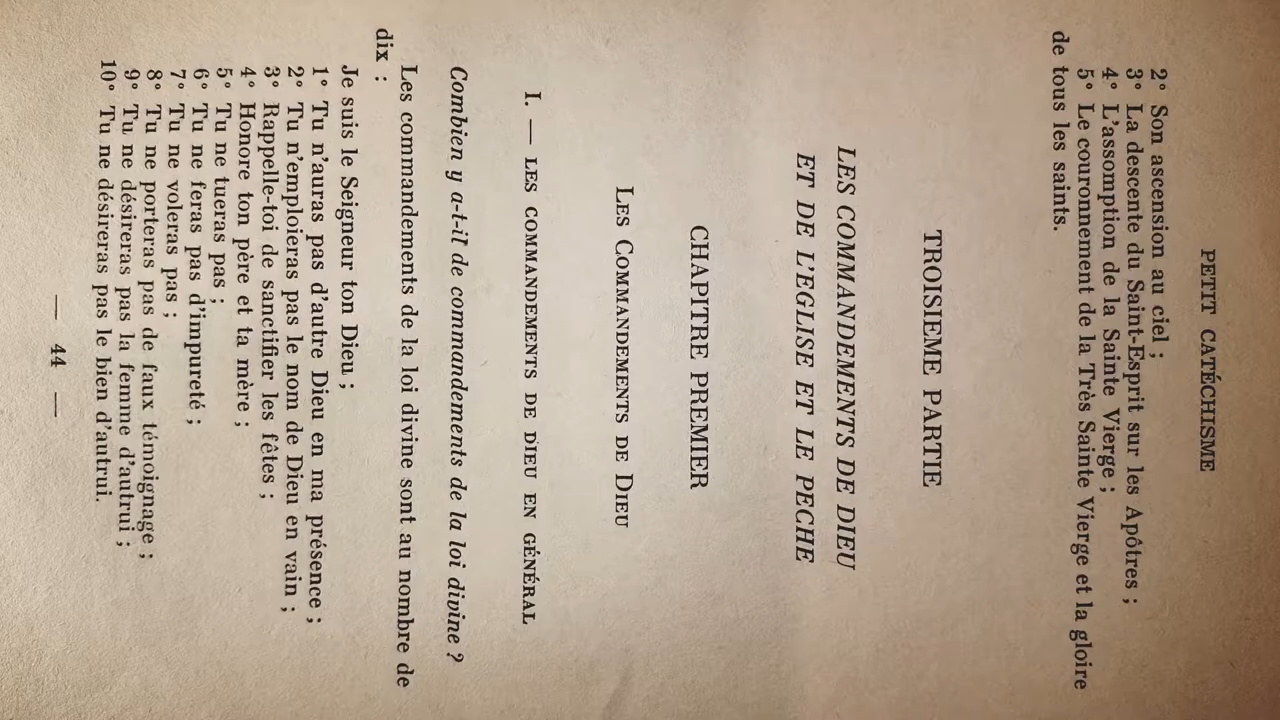 PETIT CATÉCHISME
2° Son ascension au ciel ;
3° La descente du Saint-Esprit sur les Apôtres ;
4° L'assomption de la Sainte Vierge ;
5° Le couronnement de la Très Sainte Vierge et la gloire
de tous les saints.
TROISIEME PARTIE
LES COMMANDEMENTS DE DIEU
ET DE L'EGLISE ET LE PECHE
CHAPITRE PREMIER
Les Commandements de Dieu
I. — LES COMMANDEMENTS DE DIEU EN GÉNÉRAL
Combien y a-t-il de commandements de la loi divine ?
Les commandements de la loi divine sont au nombre de
dix :
Je suis le Seigneur ton Dieu ;
1° Tu n'auras pas d'autre Dieu en ma présence ;
2° Tu n'emploieras pas le nom de Dieu en vain ;
3° Rappelle-toi de sanctifier les fêtes ;
4° Honore ton père et ta mère ;
5° Tu ne tueras pas ;
6° Tu ne feras pas d'impureté ;
7° Tu ne voleras pas ;
8° Tu ne porteras pas de faux témoignage ;
9° Tu ne désireras pas la femme d'autrui ;
10° Tu ne désireras pas le bien d'autrui.
— 44 —